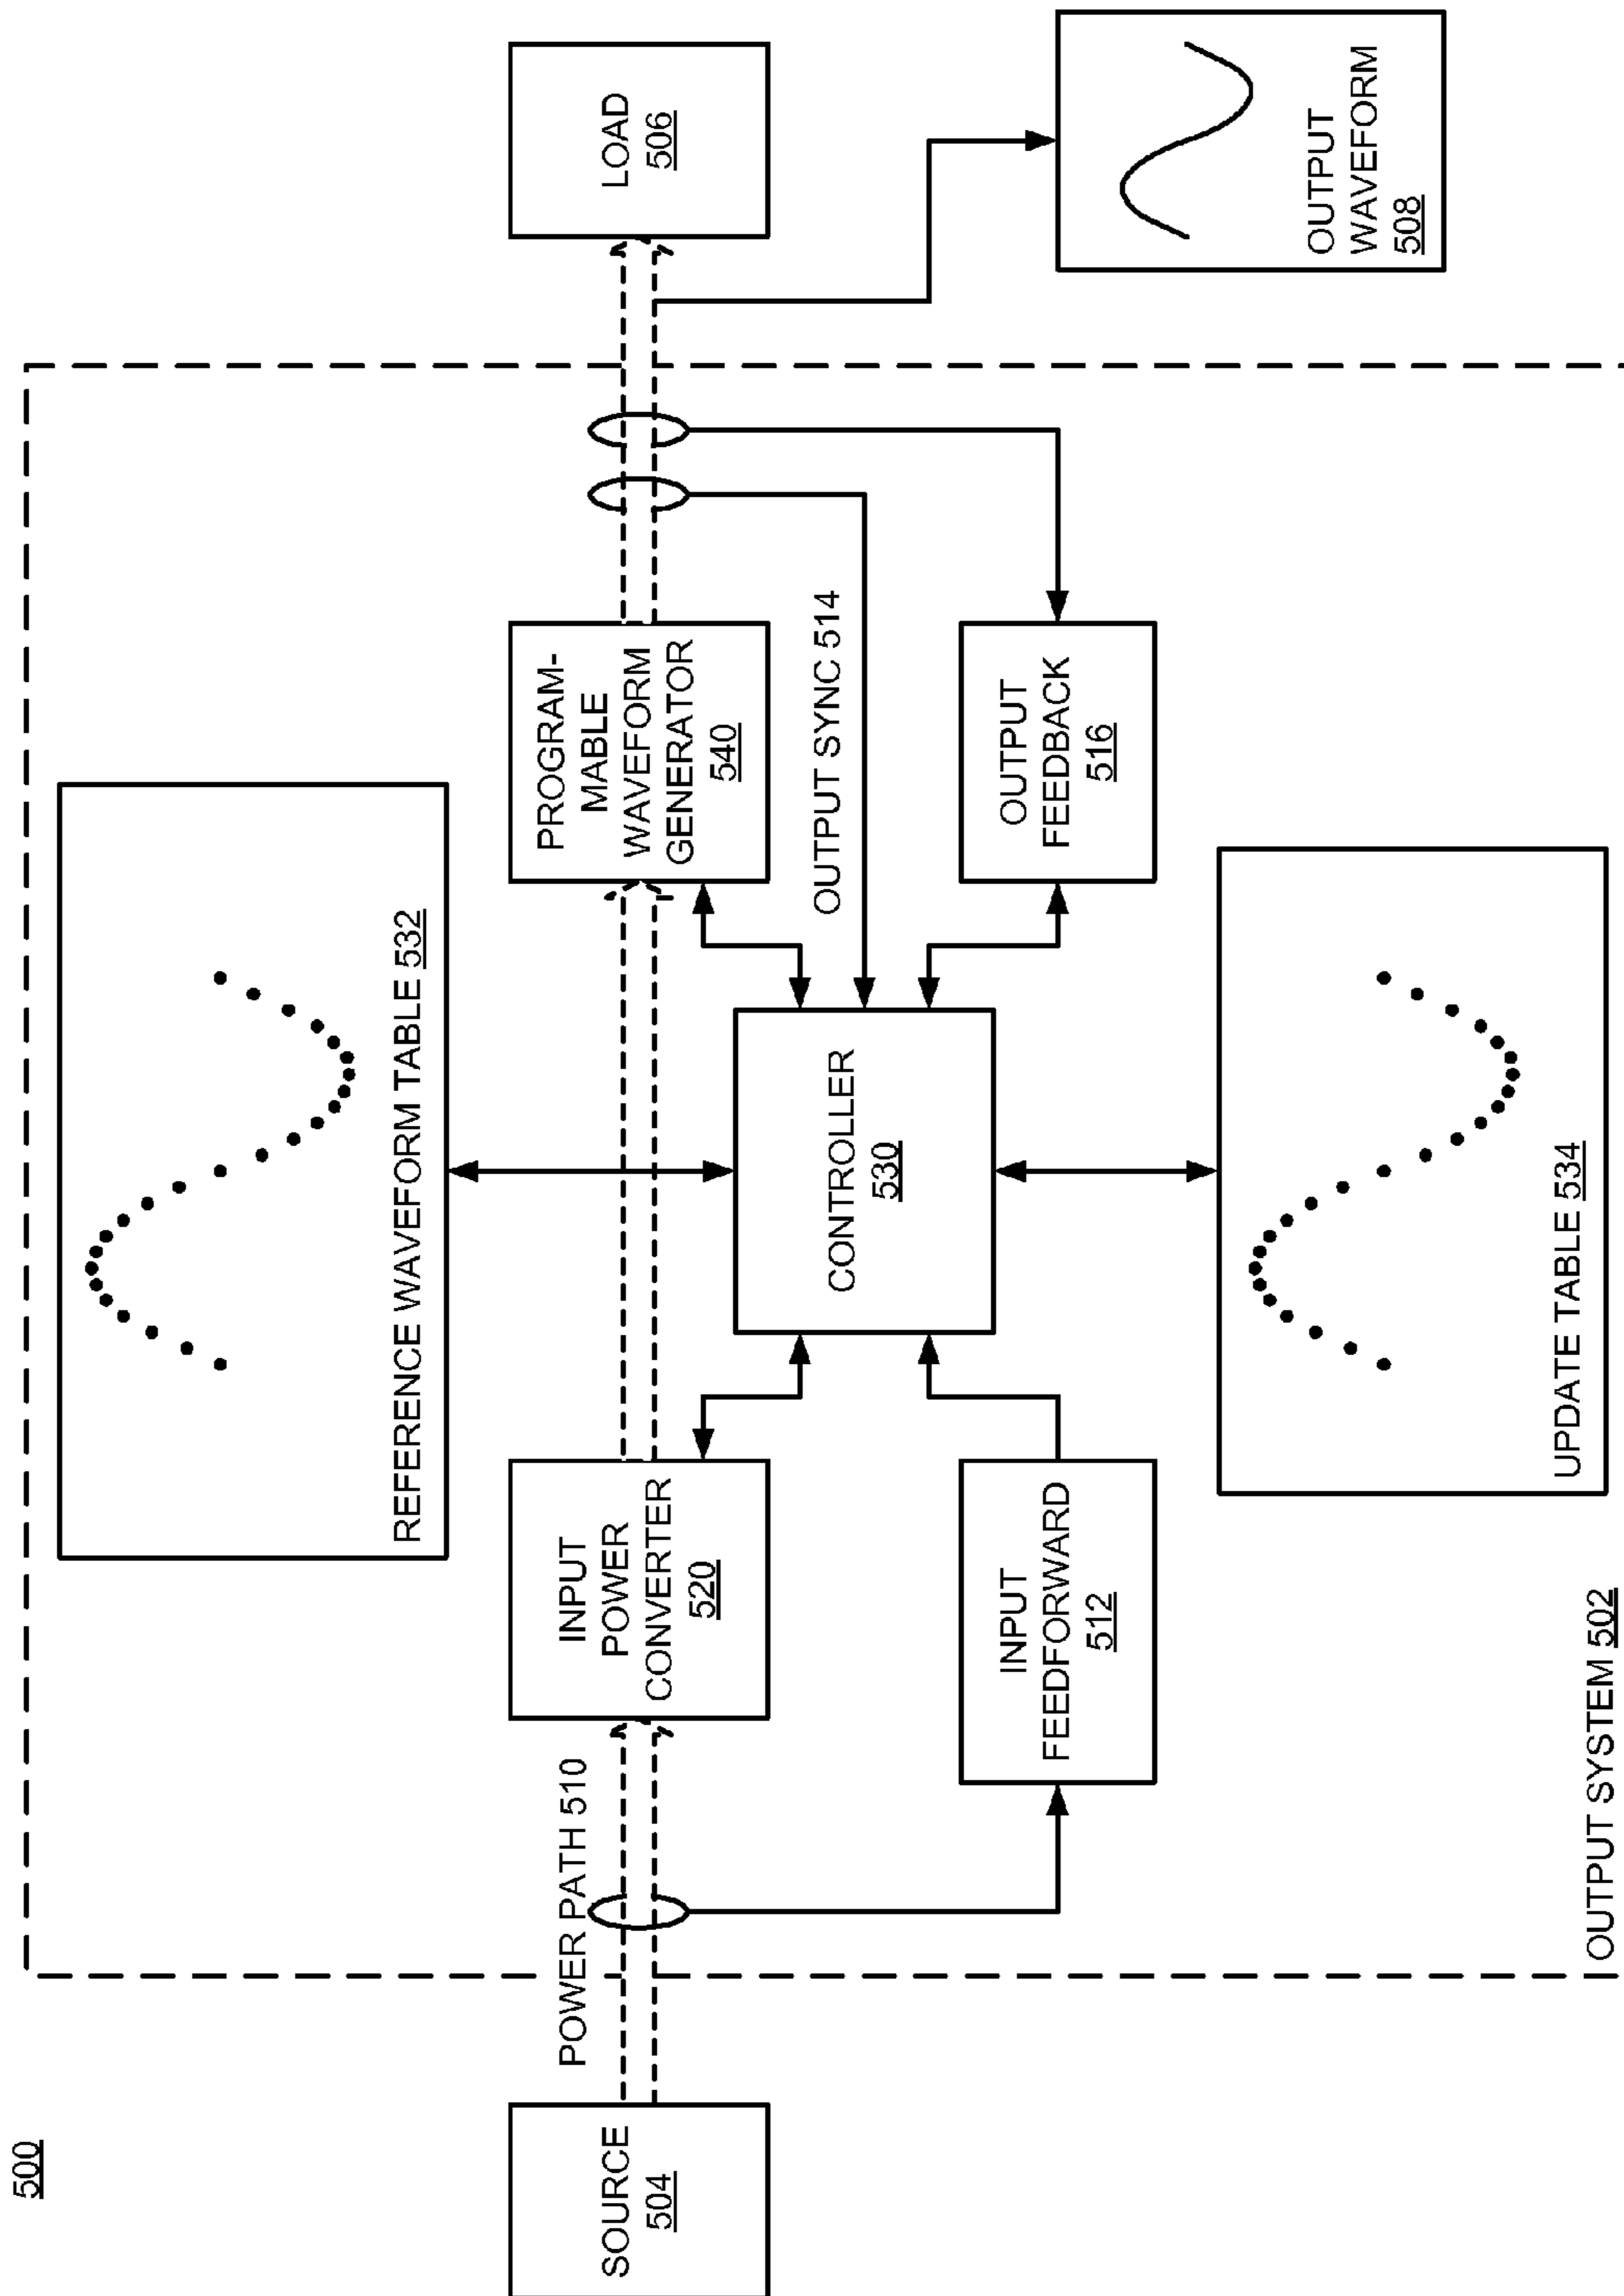 500
REFERENCE WAVEFORM TABLE 532
POWER PATH 510
SOURCE
504
INPUT
POWER
CONVERTER
520
PROGRAM-
MABLE
WAVEFORM
GENERATOR
540
LOAD
506
CONTROLLER
530
OUTPUT SYNC 514
INPUT
FEEDFORWARD
512
OUTPUT
FEEDBACK
516
OUTPUT
WAVEFORM
508
UPDATE TABLE 534
OUTPUT SYSTEM 502